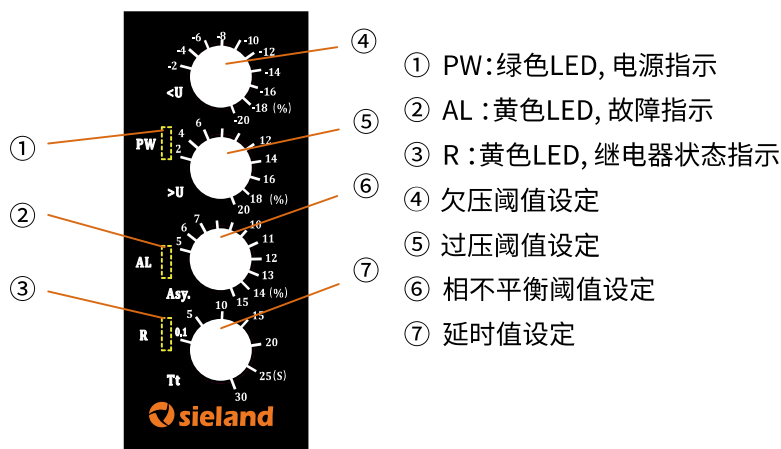 -8
-6
-10
-4
-12
-2
-14
-16
<U
-18 (%)
-20
6
4
12
PW
2
14
16
>U
18 (%)
20
7
10
6
11
5
12
AL
13
Asy.
14 (%)
15
10
5
15
R
0.1
20
Tt
25(S)
30
sieland
①
②
③
④
⑤
⑥
⑦
① PW:绿色LED, 电源指示
② AL :黄色LED, 故障指示
③ R :黄色LED, 继电器状态指示
④ 欠压阈值设定
⑤ 过压阈值设定
⑥ 相不平衡阈值设定
⑦ 延时值设定